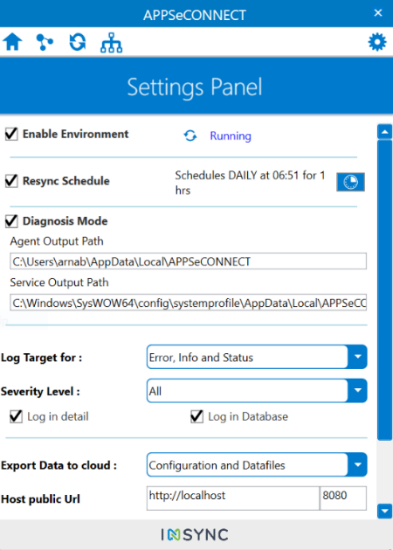 APPSeCONNECT
Settings Panel
Enable Environment Running
Resync Schedule Schedules DAILY at 06:51 for 1
hrs
Diagnosis Mode
Agent Output Path
C:\Users\arnab\AppData\Local\APPSeCONNECT
Service Output Path
C:\Windows\SysWOW64\config\systemprofile\AppData\Local\APPSeCO
Log Target for : Error, Info and Status
Severity Level : All
Log in detail Log in Database
Export Data to cloud : Configuration and Datafiles
Host public Url http://localhost 8080
INSYNC